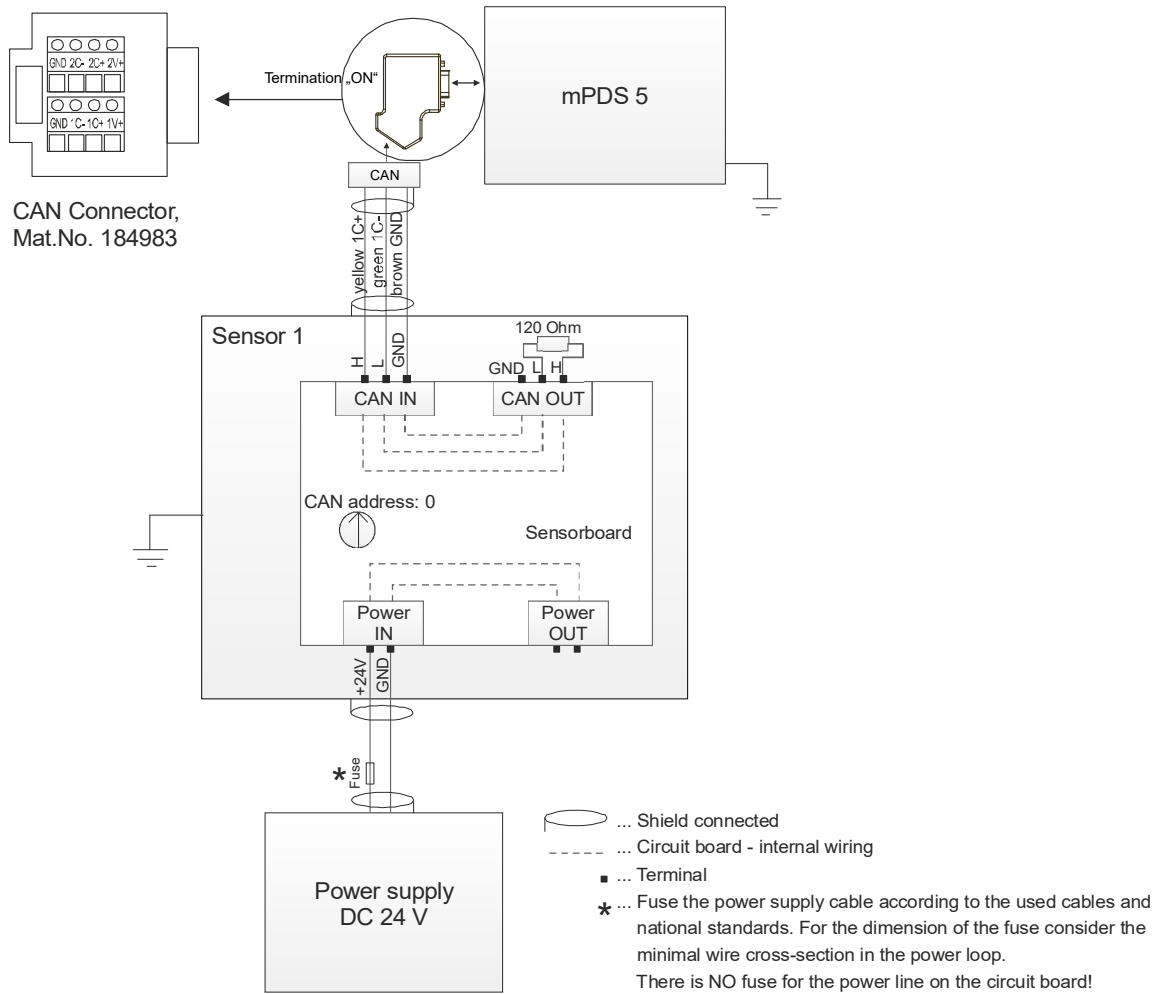 GND 2C- 2C+ 2V+
GND 1C- 1C+ 1V+
Termination „ON“
mPDS 5
CAN
CAN Connector,
Mat.No. 184983
yellow 1C+
green 1C-
brown GND
Sensor 1
120 Ohm
H
L
GND
GND L H
CAN IN
CAN OUT
CAN address: 0
Sensorboard
Power
IN
Power
OUT
+24V
GND
* Fuse
Power supply
DC 24 V
... Shield connected
... Circuit board - internal wiring
... Terminal
* ... Fuse the power supply cable according to the used cables and
national standards. For the dimension of the fuse consider the
minimal wire cross-section in the power loop.
There is NO fuse for the power line on the circuit board!